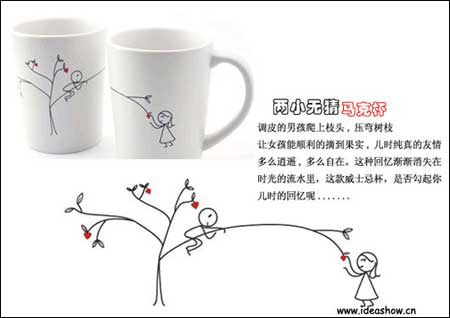 两小无猜马克杯
调皮的男孩爬上枝头，压弯树枝
让女孩能顺利的摘到果实，儿时纯真的友情
多么逍遥，多么自在。这种回忆渐渐消失在
时光的流水里，这款威士忌杯，是否勾起你
儿时的回忆呢.......
www.ideashow.cn